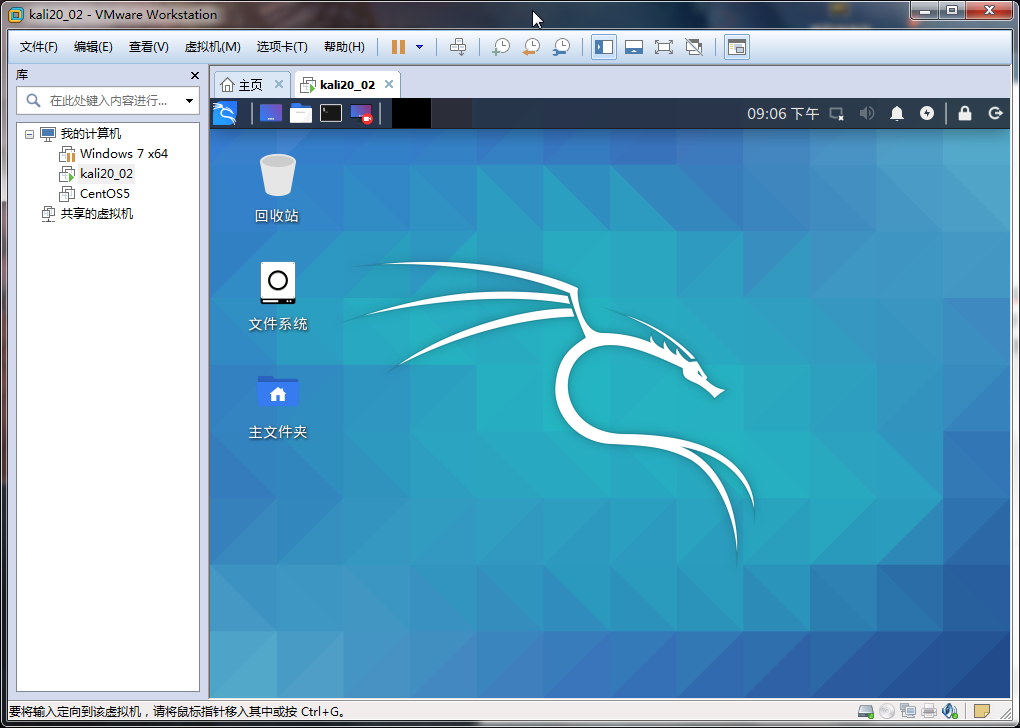 kali20_02 - VMware Workstation
文件(F) 编辑(E) 查看(V) 虚拟机(M) 选项卡(T) 帮助(H)
库
在此处键入内容进行...
我的计算机
Windows 7 x64
kali20_02
CentOS5
共享的虚拟机
主页 kali20_02
09:06 下午
回收站
文件系统
主文件夹
要将输入定向到该虚拟机，请将鼠标指针移入其中或按 Ctrl+G。